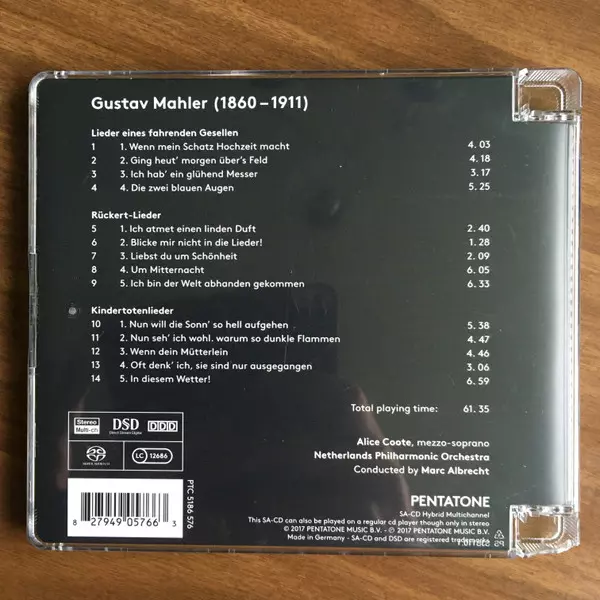 Gustav Mahler (1860 – 1911)
Lieder eines fahrenden Gesellen
1 1. Wenn mein Schatz Hochzeit macht 4. 03
2 2. Ging heut' morgen über's Feld 4. 18
3 3. Ich hab' ein glühend Messer 3. 17
4 4. Die zwei blauen Augen 5. 25
Rückert-Lieder
5 1. Ich atmet einen linden Duft 2. 40
6 2. Blicke mir nicht in die Lieder! 1. 28
7 3. Liebst du um Schönheit 2. 09
8 4. Um Mitternacht 6. 05
9 5. Ich bin der Welt abhanden gekommen 6. 33
Kindertotenlieder
10 1. Nun will die Sonn' so hell aufgehen 5. 38
11 2. Nun seh' ich wohl. warum so dunkle Flammen 4. 47
12 3. Wenn dein Mütterlein 4. 46
13 4. Oft denk' ich, sie sind nur ausgegangen 3. 06
14 5. In diesem Wetter! 6. 59
Total playing time: 61. 35
Alice Coote, mezzo-soprano
Netherlands Philharmonic Orchestra
Conducted by Marc Albrecht
Stereo
Multi-ch
DSD
Direct Stream Digital
DDD
SUPER AUDIO CD
LC 12686
PTC 5186 576
8 27949 05766 3
PENTATONE
SA-CD Hybrid Multichannel
This SA-CD can also be played on a regular cd player though only in stereo
© 2017 PENTATONE MUSIC B.V. - ℗ 2017 PENTATONE MUSIC B.V.
Made in Germany - SA-CD and DSD are registered trademarks